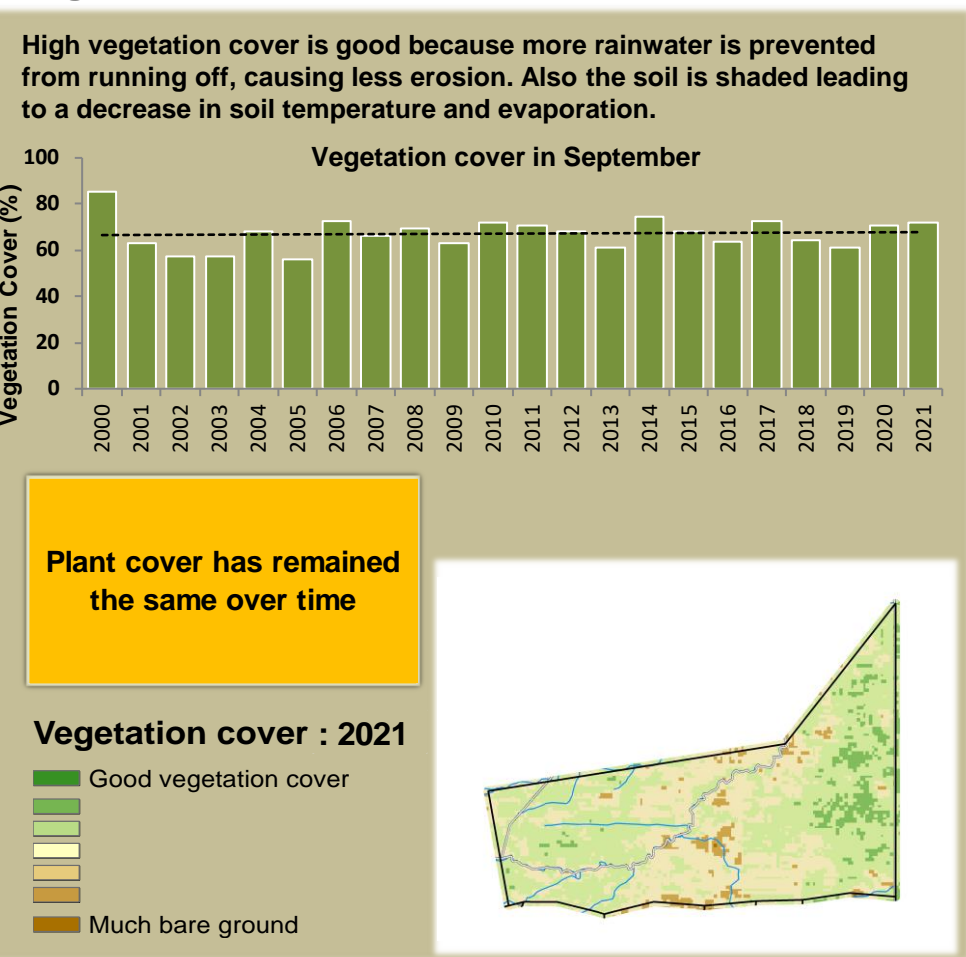 High vegetation cover is good because more rainwater is prevented
from running off, causing less erosion. Also the soil is shaded leading
to a decrease in soil temperature and evaporation.
Vegetation cover in September
Vegetation Cover (%)
100
80
60
40
20
0
2000
2001
2002
2003
2004
2005
2006
2007
2008
2009
2010
2011
2012
2013
2014
2015
2016
2017
2018
2019
2020
2021
Plant cover has remained
the same over time
Vegetation cover : 2021
Good vegetation cover
Much bare ground